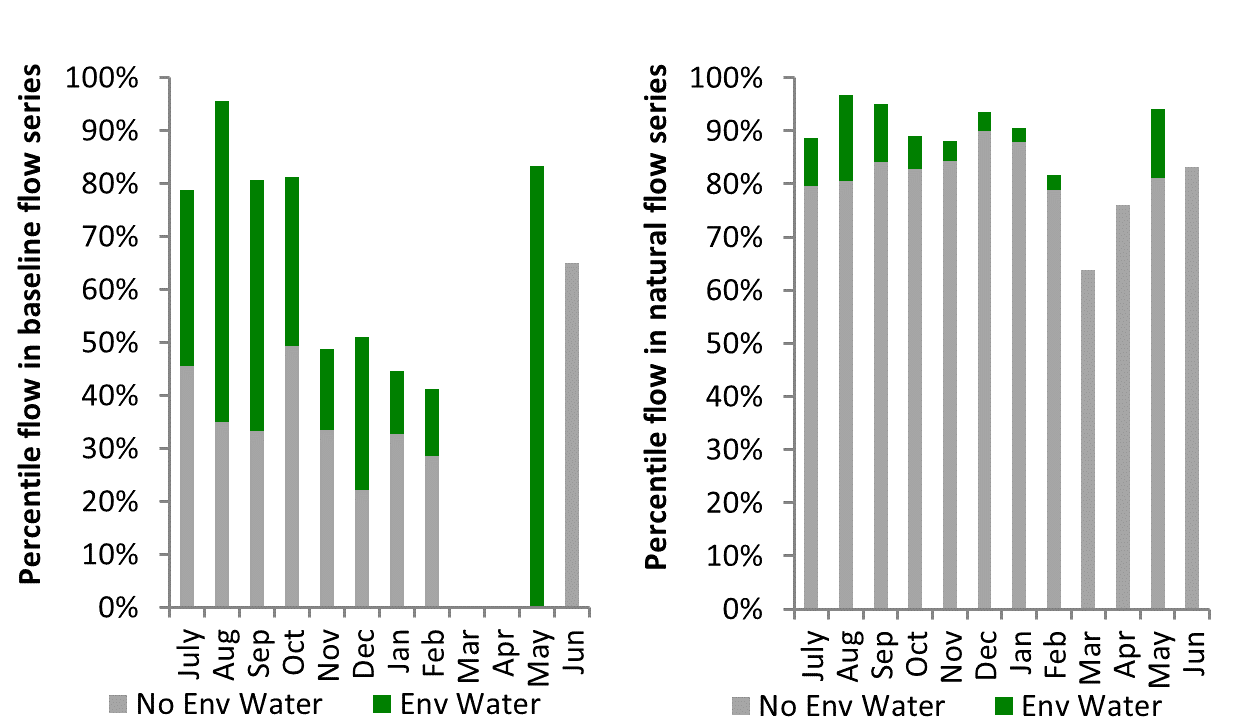 Percentile flow in baseline flow series
100%
90%
80%
70%
60%
50%
40%
30%
20%
10%
0%
July
Aug
Sep
Oct
Nov
Dec
Jan
Feb
Mar
Apr
May
Jun
No Env Water
Env Water
Percentile flow in natural flow series
100%
90%
80%
70%
60%
50%
40%
30%
20%
10%
0%
July
Aug
Sep
Oct
Nov
Dec
Jan
Feb
Mar
Apr
May
Jun
No Env Water
Env Water